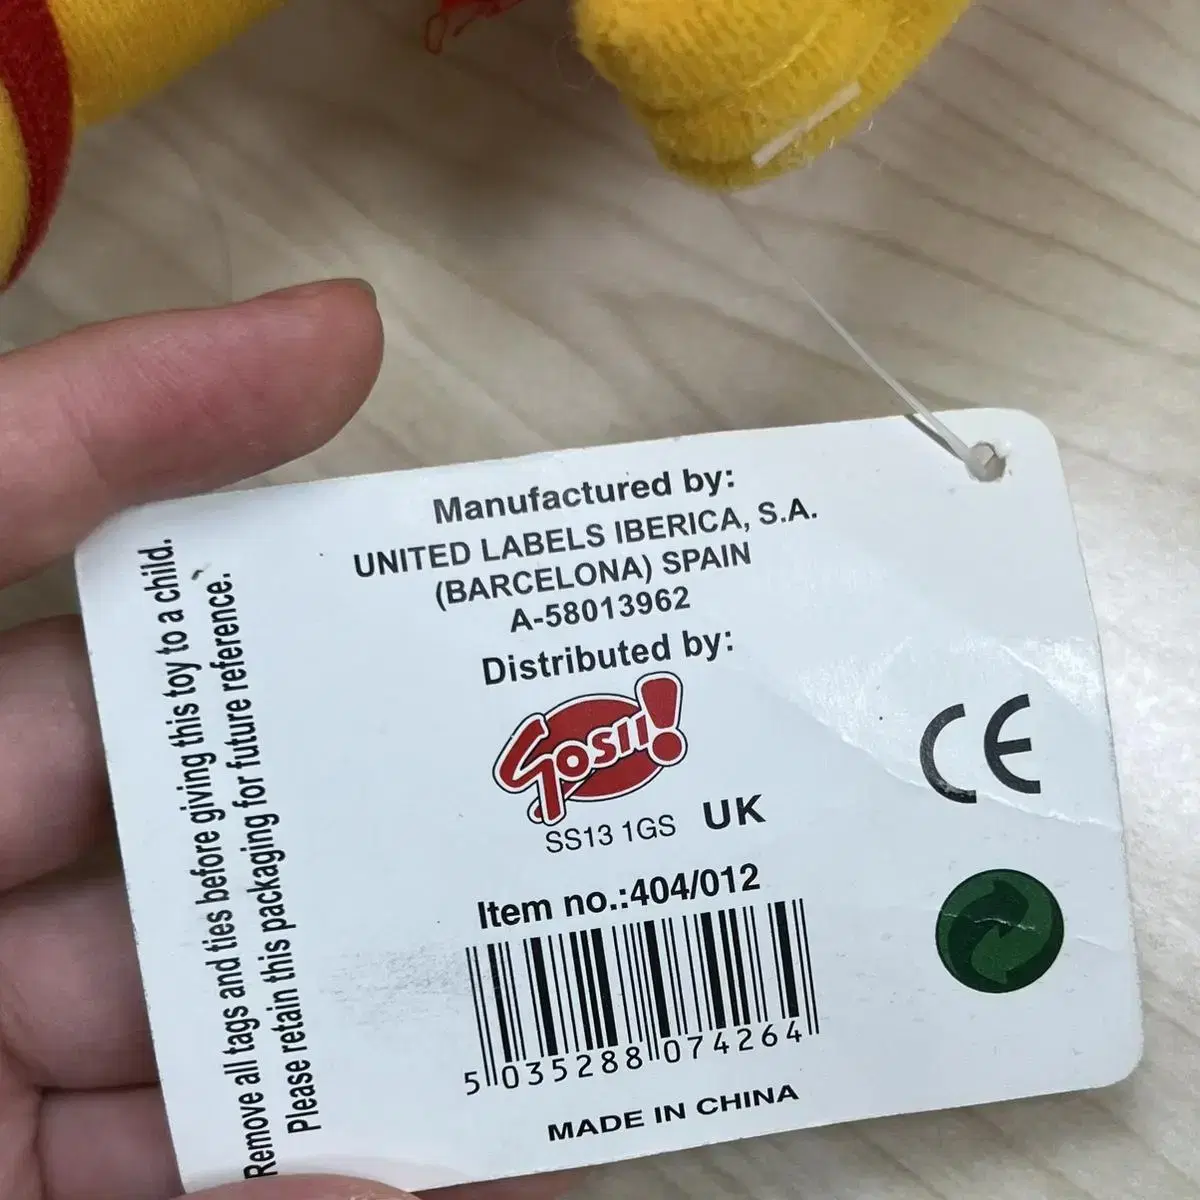 Manufactured by:
UNITED LABELS IBERICA, S.A.
(BARCELONA) SPAIN
A-58013962
Distributed by:
Gosh!
SS13 1GS UK
Item no.:404/012
5 035288 074264
MADE IN CHINA
Remove all tags and ties before giving this toy to a child.
Please retain this packaging for future reference.
CE